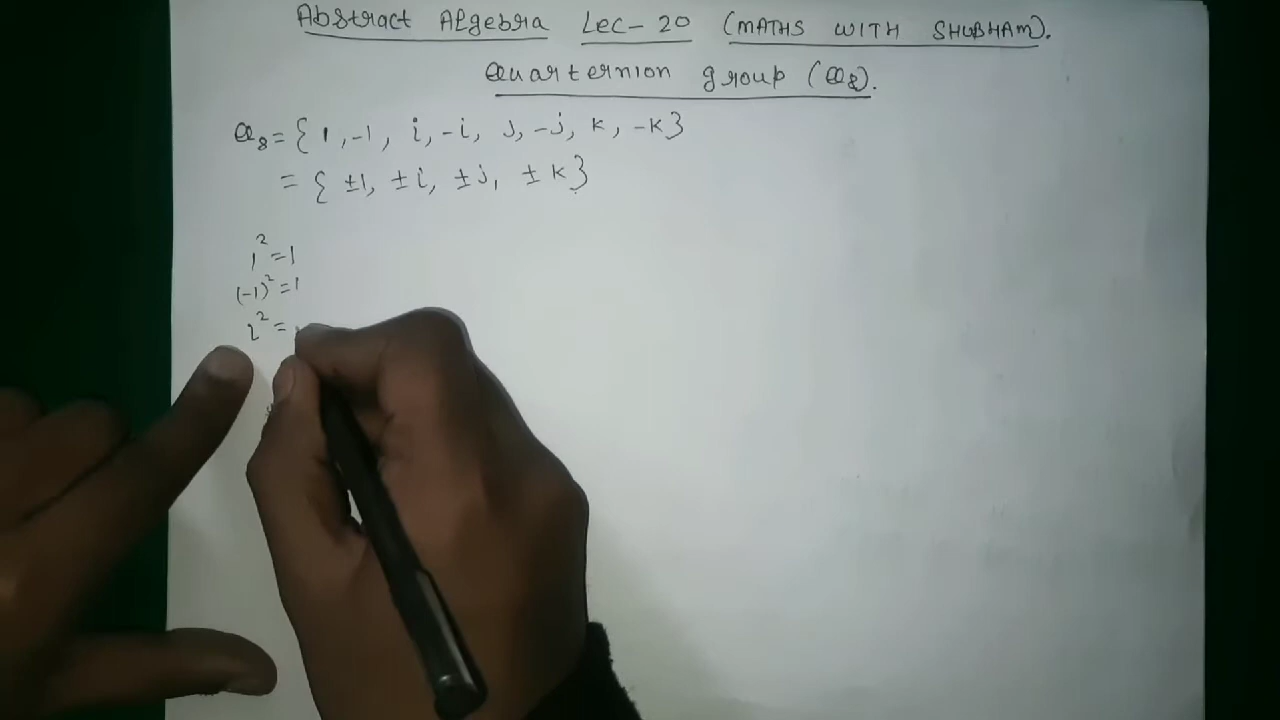 Abstract Algebra Lec-20 (MATHS WITH SHUBHAM).
Quarternion group (Q₈).
Q₈ = { 1, -1, i, -i, j, -j, k, -k}
= { ±1, ±i, ±j, ±k}
1² = 1
(-1)² = 1
i² =